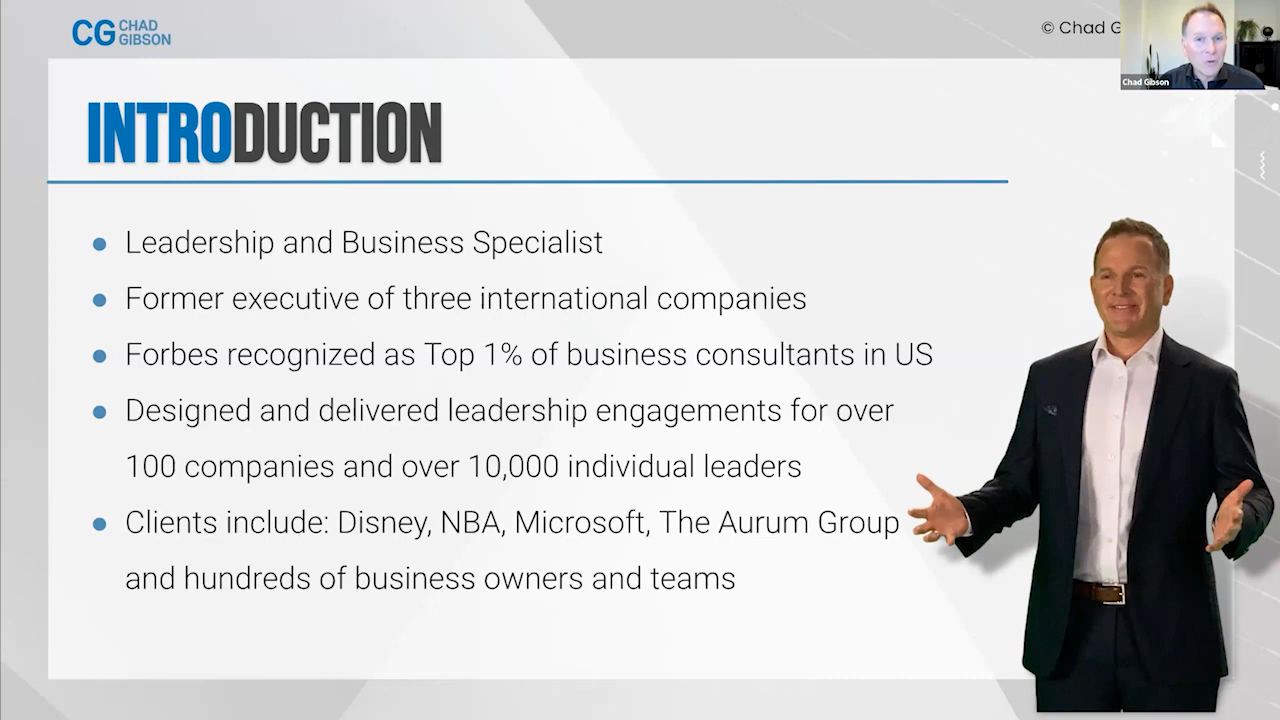 CG CHAD
GIBSON
© Chad
Chad Gibson
INTRODUCTION
Leadership and Business Specialist
Former executive of three international companies
Forbes recognized as Top 1% of business consultants in US
Designed and delivered leadership engagements for over
100 companies and over 10,000 individual leaders
Clients include: Disney, NBA, Microsoft, The Aurum Group
and hundreds of business owners and teams